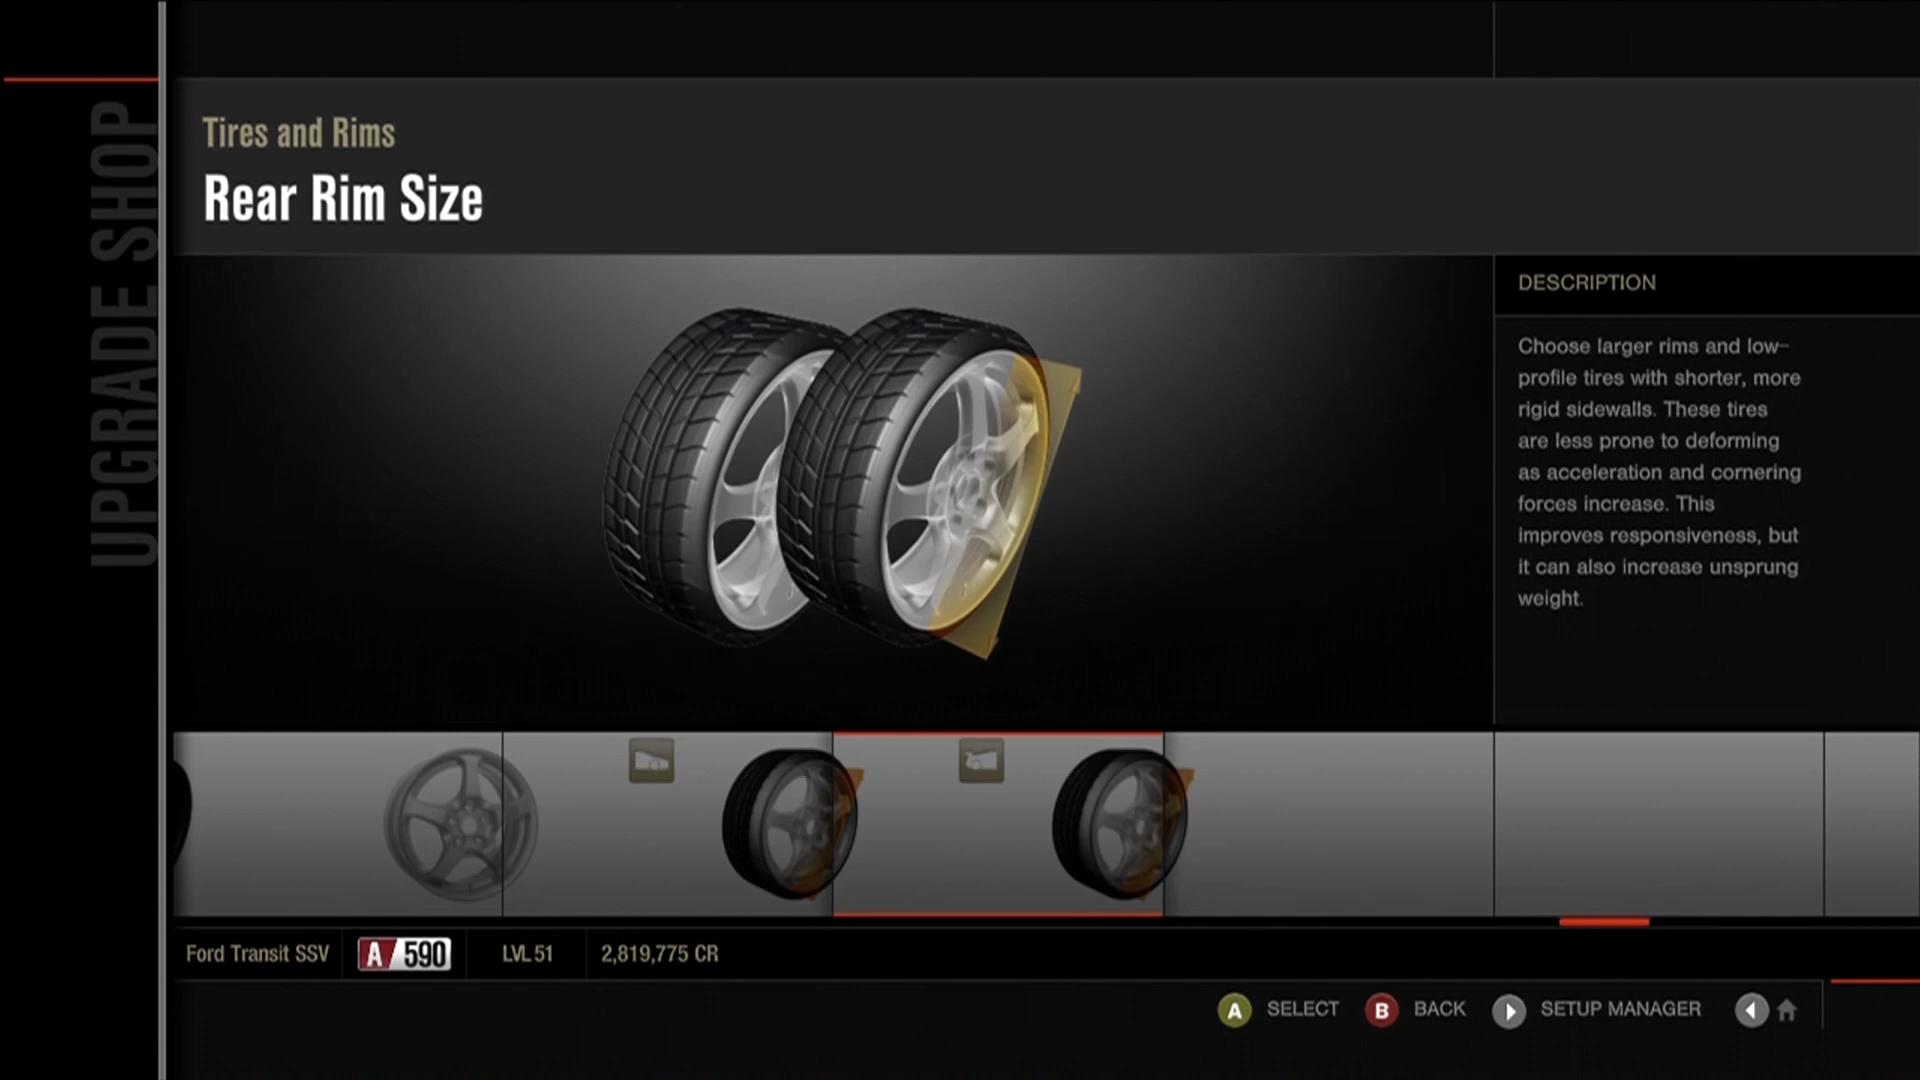 UPGRADE SHOP
Tires and Rims
Rear Rim Size
DESCRIPTION
Choose larger rims and low-
profile tires with shorter, more
rigid sidewalls. These tires
are less prone to deforming
as acceleration and cornering
forces increase. This
improves responsiveness, but
it can also increase unsprung
weight.
Ford Transit SSV A 590 LVL 51 2,819,775 CR
A SELECT B BACK SETUP MANAGER